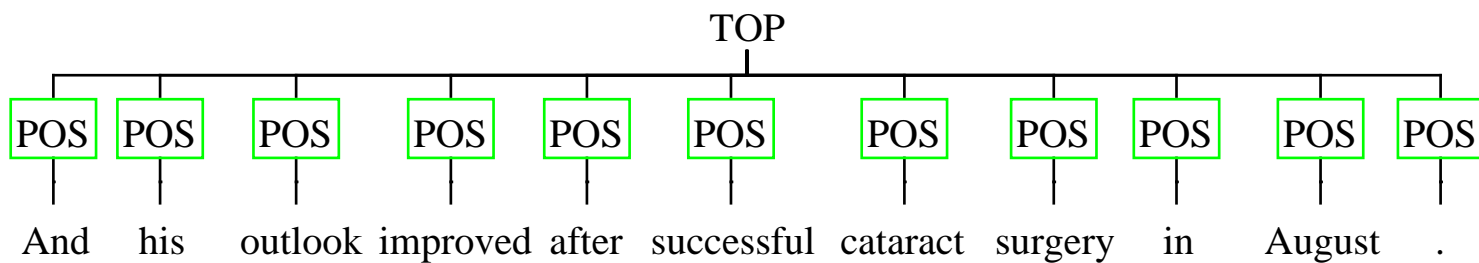 TOP
POS POS POS POS POS POS POS POS POS POS POS
And his outlook improved after successful cataract surgery in August .